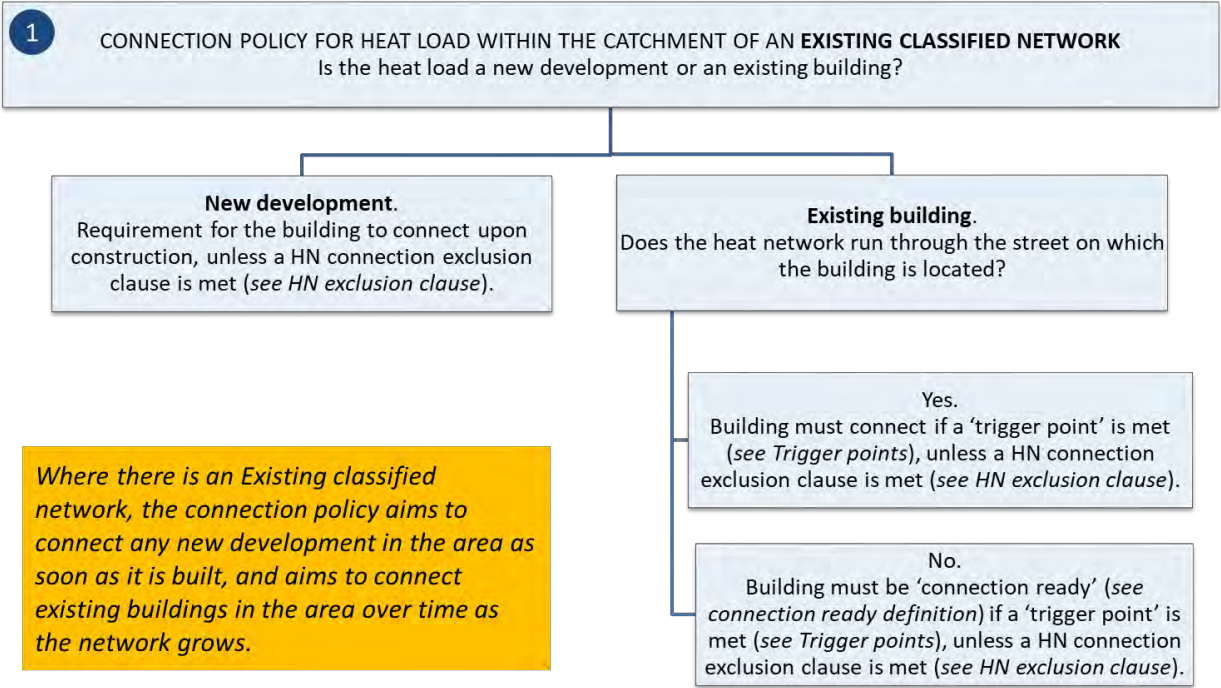 1
CONNECTION POLICY FOR HEAT LOAD WITHIN THE CATCHMENT OF AN EXISTING CLASSIFIED NETWORK
Is the heat load a new development or an existing building?
New development.
Requirement for the building to connect upon
construction, unless a HN connection exclusion
clause is met (see HN exclusion clause).
Existing building.
Does the heat network run through the street on which
the building is located?
Yes.
Building must connect if a ‘trigger point’ is met
(see Trigger points), unless a HN connection
exclusion clause is met (see HN exclusion clause).
No.
Building must be ‘connection ready’ (see
connection ready definition) if a ‘trigger point’ is
met (see Trigger points), unless a HN connection
exclusion clause is met (see HN exclusion clause).
Where there is an Existing classified
network, the connection policy aims to
connect any new development in the area as
soon as it is built, and aims to connect
existing buildings in the area over time as
the network grows.